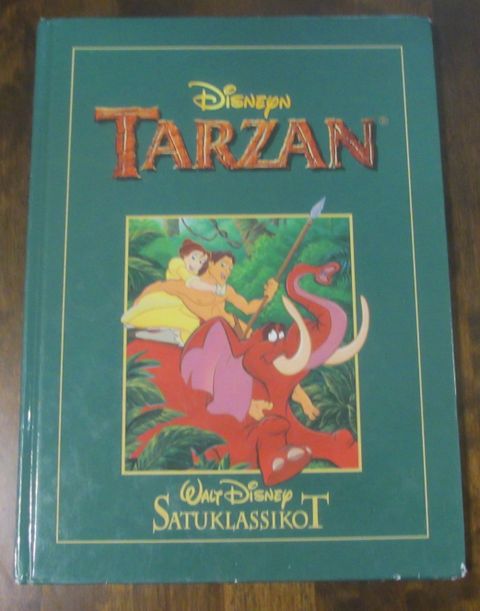 Disneyn
TARZAN®
WALT DISNEY
SATUKLASSIKOT